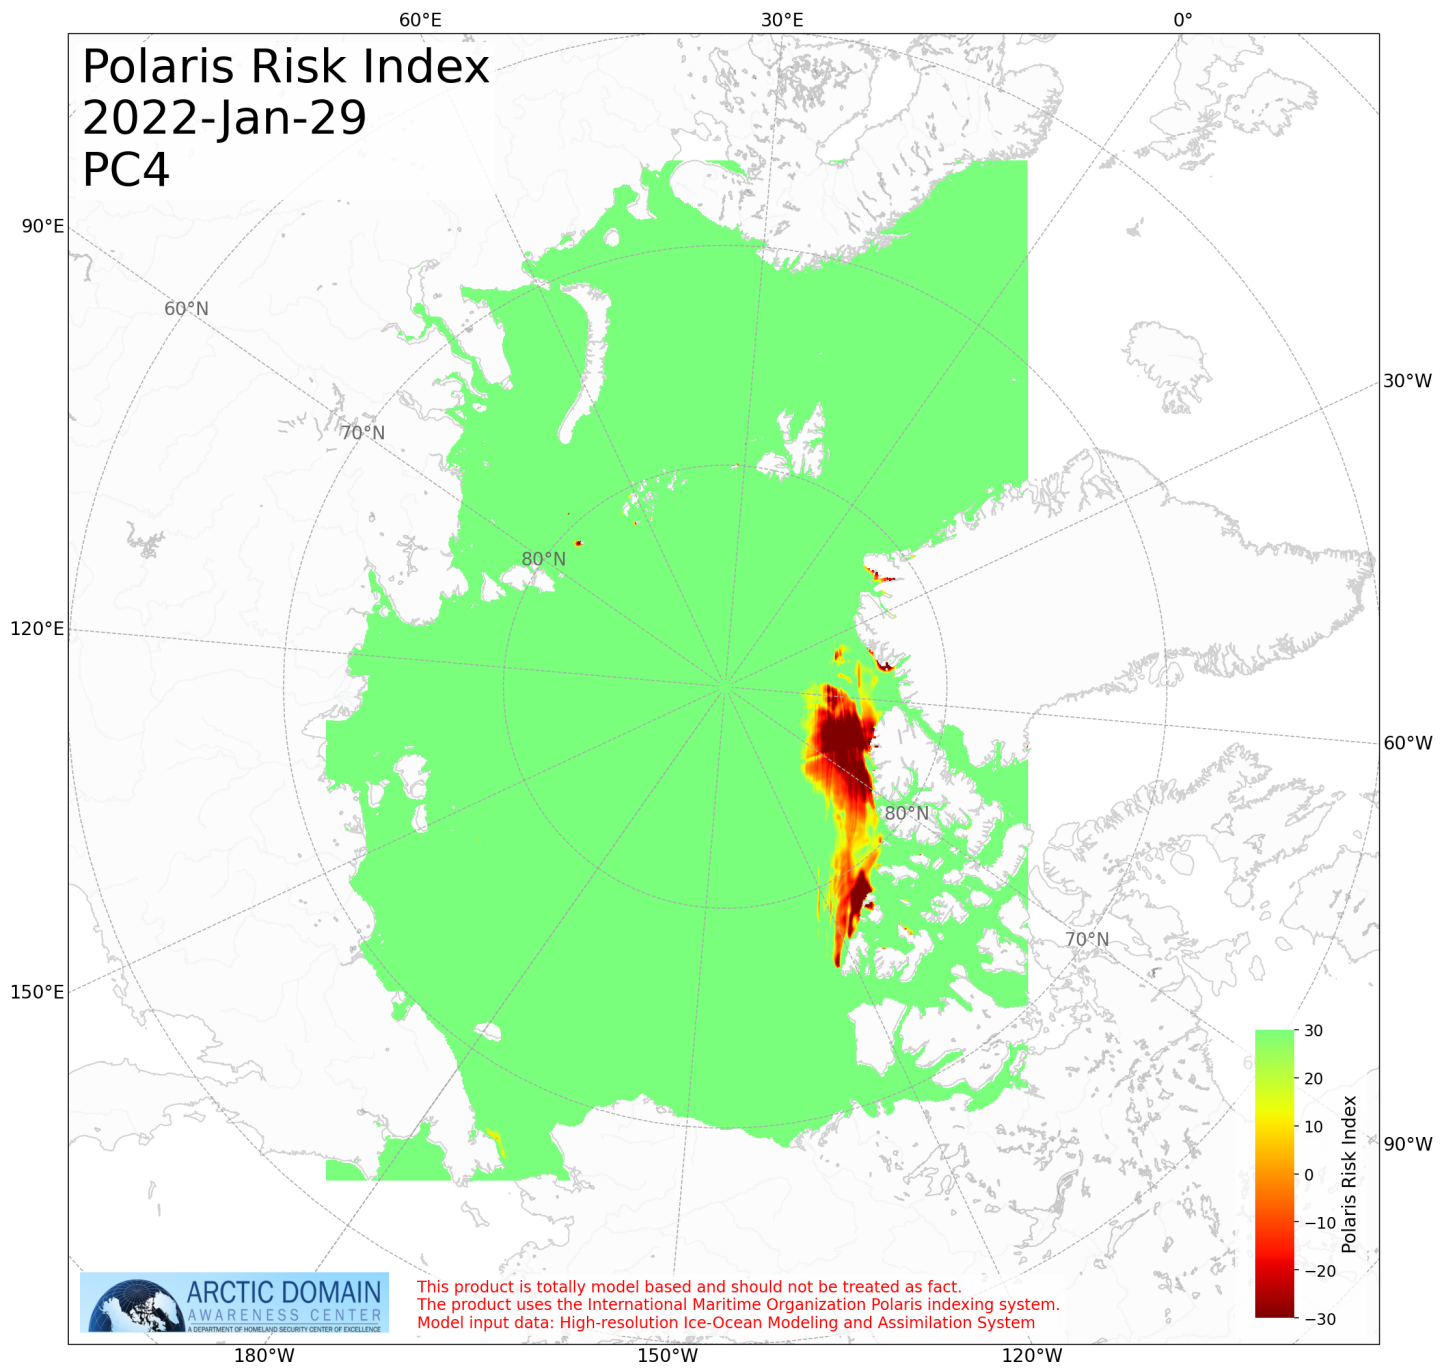 60°E 30°E 0°
Polaris Risk Index
2022-Jan-29
PC4
90°E
60°N
30°W
70°N
80°N
120°E
60°W
80°N
70°N
150°E
30
20
10
0
−10
−20
−30
Polaris Risk Index
90°W
ARCTIC DOMAIN
AWARENESS CENTER
A DEPARTMENT OF HOMELAND SECURITY CENTER OF EXCELLENCE
This product is totally model based and should not be treated as fact.
The product uses the International Maritime Organization Polaris indexing system.
Model input data: High-resolution Ice-Ocean Modeling and Assimilation System
180°W 150°W 120°W